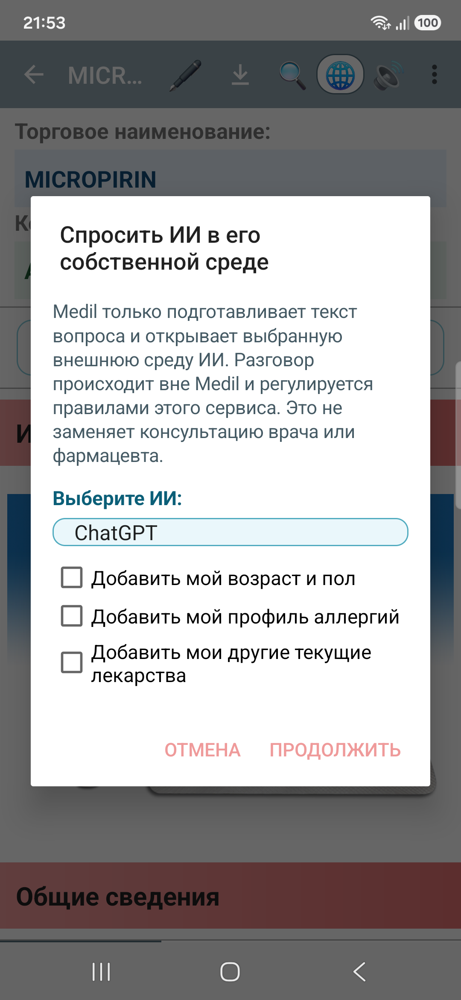 21:53
100
MICR...
Торговое наименование:
MICROPIRIN
Спросить ИИ в его
собственной среде
Medil только подготавливает текст
вопроса и открывает выбранную
внешнюю среду ИИ. Разговор
происходит вне Medil и регулируется
правилами этого сервиса. Это не
заменяет консультацию врача или
фармацевта.
Выберите ИИ:
ChatGPT
Добавить мой возраст и пол
Добавить мой профиль аллергий
Добавить мои другие текущие
лекарства
ОТМЕНА ПРОДОЛЖИТЬ
Общие сведения